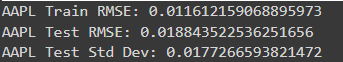 AAPL Train RMSE: 0.011612159068895973
AAPL Test RMSE: 0.018843522536251656
AAPL Test Std Dev: 0.0177266593821472